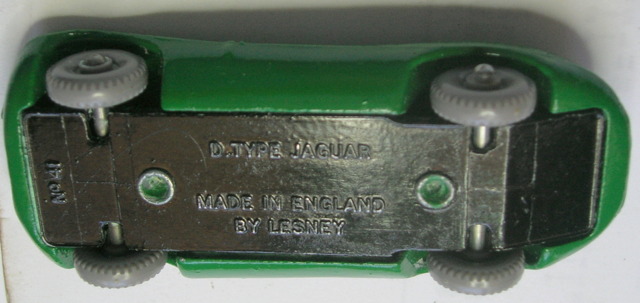 D.TYPE JAGUAR
MADE IN ENGLAND
BY LESNEY
Nº 41